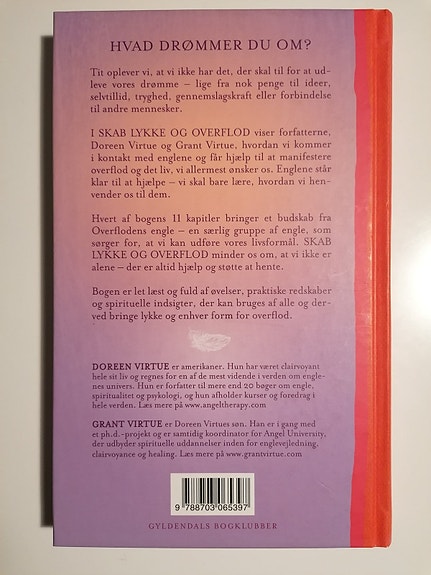 HVAD DRØMMER DU OM?
Tit oplever vi, at vi ikke har det, der skal til for at ud-
leve vores drømme – lige fra nok penge til ideer,
selvtillid, tryghed, gennemslagskraft eller forbindelse
til andre mennesker.
I SKAB LYKKE OG OVERFLOD viser forfatterne,
Doreen Virtue og Grant Virtue, hvordan vi kommer
i kontakt med englene og får hjælp til at manifestere
overflod og det liv, vi allermest ønsker os. Englene står
klar til at hjælpe – vi skal bare lære, hvordan vi hen-
vender os til dem.
Hvert af bogens 11 kapitler bringer et budskab fra
Overflodens engle – en særlig gruppe af engle, som
sørger for, at vi kan udføre vores livsformål. SKAB
LYKKE OG OVERFLOD minder os om, at vi ikke er
alene – der er altid hjælp og støtte at hente.
Bogen er let læst og fuld af øvelser, praktiske redskaber
og spirituelle indsigter, der kan bruges af alle og der-
ved bringe lykke og enhver form for overflod.
DOREEN VIRTUE er amerikaner. Hun har været clairvoyant
hele sit liv og regnes for en af de mest vidende i verden om engle-
nes univers. Hun er forfatter til mere end 20 bøger om engle,
spiritualitet og psykologi, og hun afholder kurser og foredrag i
hele verden. Læs mere på www.angeltherapy.com
GRANT VIRTUE er Doreen Virtues søn. Han er i gang med
et ph.d.-projekt og er samtidig koordinator for Angel University,
der udbyder spirituelle uddannelser inden for englevejledning,
clairvoyance og healing. Læs mere på www.grantvirtue.com
9 788703 065397
GYLDENDALS BOGKLUBBER